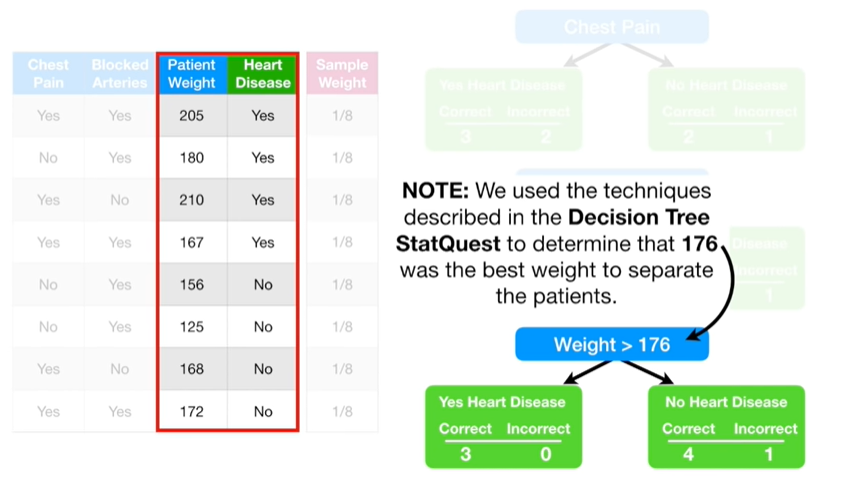 Chest Pain
Blocked Arteries
Patient Weight
Heart Disease
Sample Weight
Yes Yes 205 Yes 1/8
No Yes 180 Yes 1/8
Yes No 210 Yes 1/8
Yes Yes 167 Yes 1/8
No Yes 156 No 1/8
No Yes 125 No 1/8
Yes No 168 No 1/8
Yes Yes 172 No 1/8
Chest Pain
Yes Heart Disease
Correct Incorrect
3 2
No Heart Disease
Correct Incorrect
2 1
NOTE: We used the techniques
described in the Decision Tree
StatQuest to determine that 176
was the best weight to separate
the patients.
Disease
Incorrect
1
Weight > 176
Yes Heart Disease
Correct Incorrect
3 0
No Heart Disease
Correct Incorrect
4 1